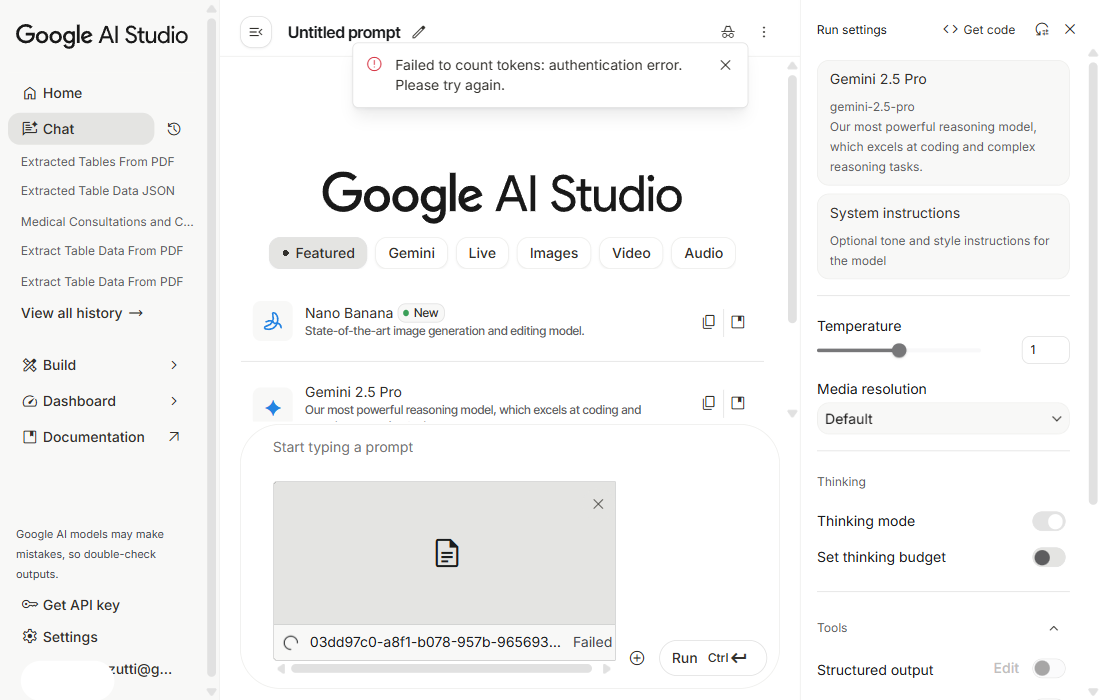 Google AI Studio
Home
Chat
Extracted Tables From PDF
Extracted Table Data JSON
Medical Consultations and C...
Extract Table Data From PDF
Extract Table Data From PDF
View all history
Build
Dashboard
Documentation
Google AI models may make
mistakes, so double-check
outputs.
Get API key
Settings
zutti@g...
Untitled prompt
Failed to count tokens: authentication error.
Please try again.
Google AI Studio
Featured
Gemini
Live
Images
Video
Audio
Nano Banana New
State-of-the-art image generation and editing model.
Gemini 2.5 Pro
Our most powerful reasoning model, which excels at coding and
Start typing a prompt
03dd97c0-a8f1-b078-957b-965693... Failed
Run Ctrl
Run settings
Get code
Gemini 2.5 Pro
gemini-2.5-pro
Our most powerful reasoning model,
which excels at coding and complex
reasoning tasks.
System instructions
Optional tone and style instructions for
the model
Temperature
1
Media resolution
Default
Thinking
Thinking mode
Set thinking budget
Tools
Structured output Edit